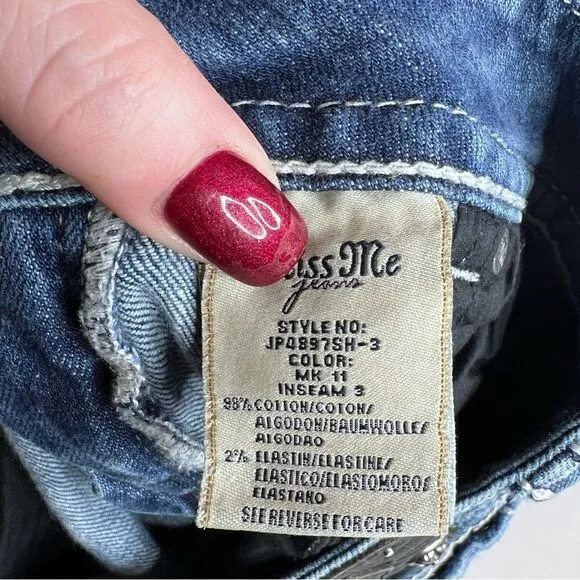 Me
jeans
STYLE NO:
JP4897SH-3
COLOR:
MK 11
INSEAM 3
98% COTTON/COTON/
ALGODON/BAUMWOLLE/
ALGODAO
2% ELASTIN/ELASTINE/
ELASTICO/ELASTOMOROS/
ELASTANO
SEE REVERSE FOR CARE